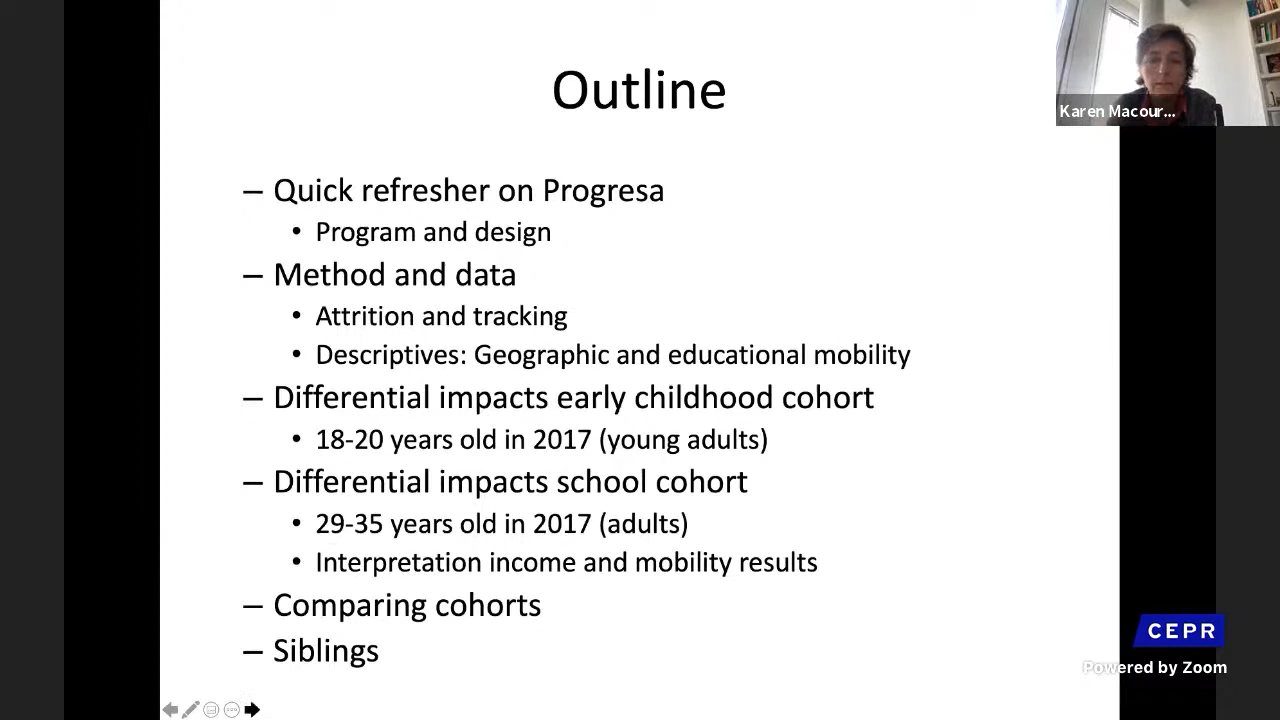 Outline
Karen Macour...
– Quick refresher on Progresa
• Program and design
– Method and data
• Attrition and tracking
• Descriptives: Geographic and educational mobility
– Differential impacts early childhood cohort
• 18-20 years old in 2017 (young adults)
– Differential impacts school cohort
• 29-35 years old in 2017 (adults)
• Interpretation income and mobility results
– Comparing cohorts
– Siblings
CEPR
Powered by Zoom